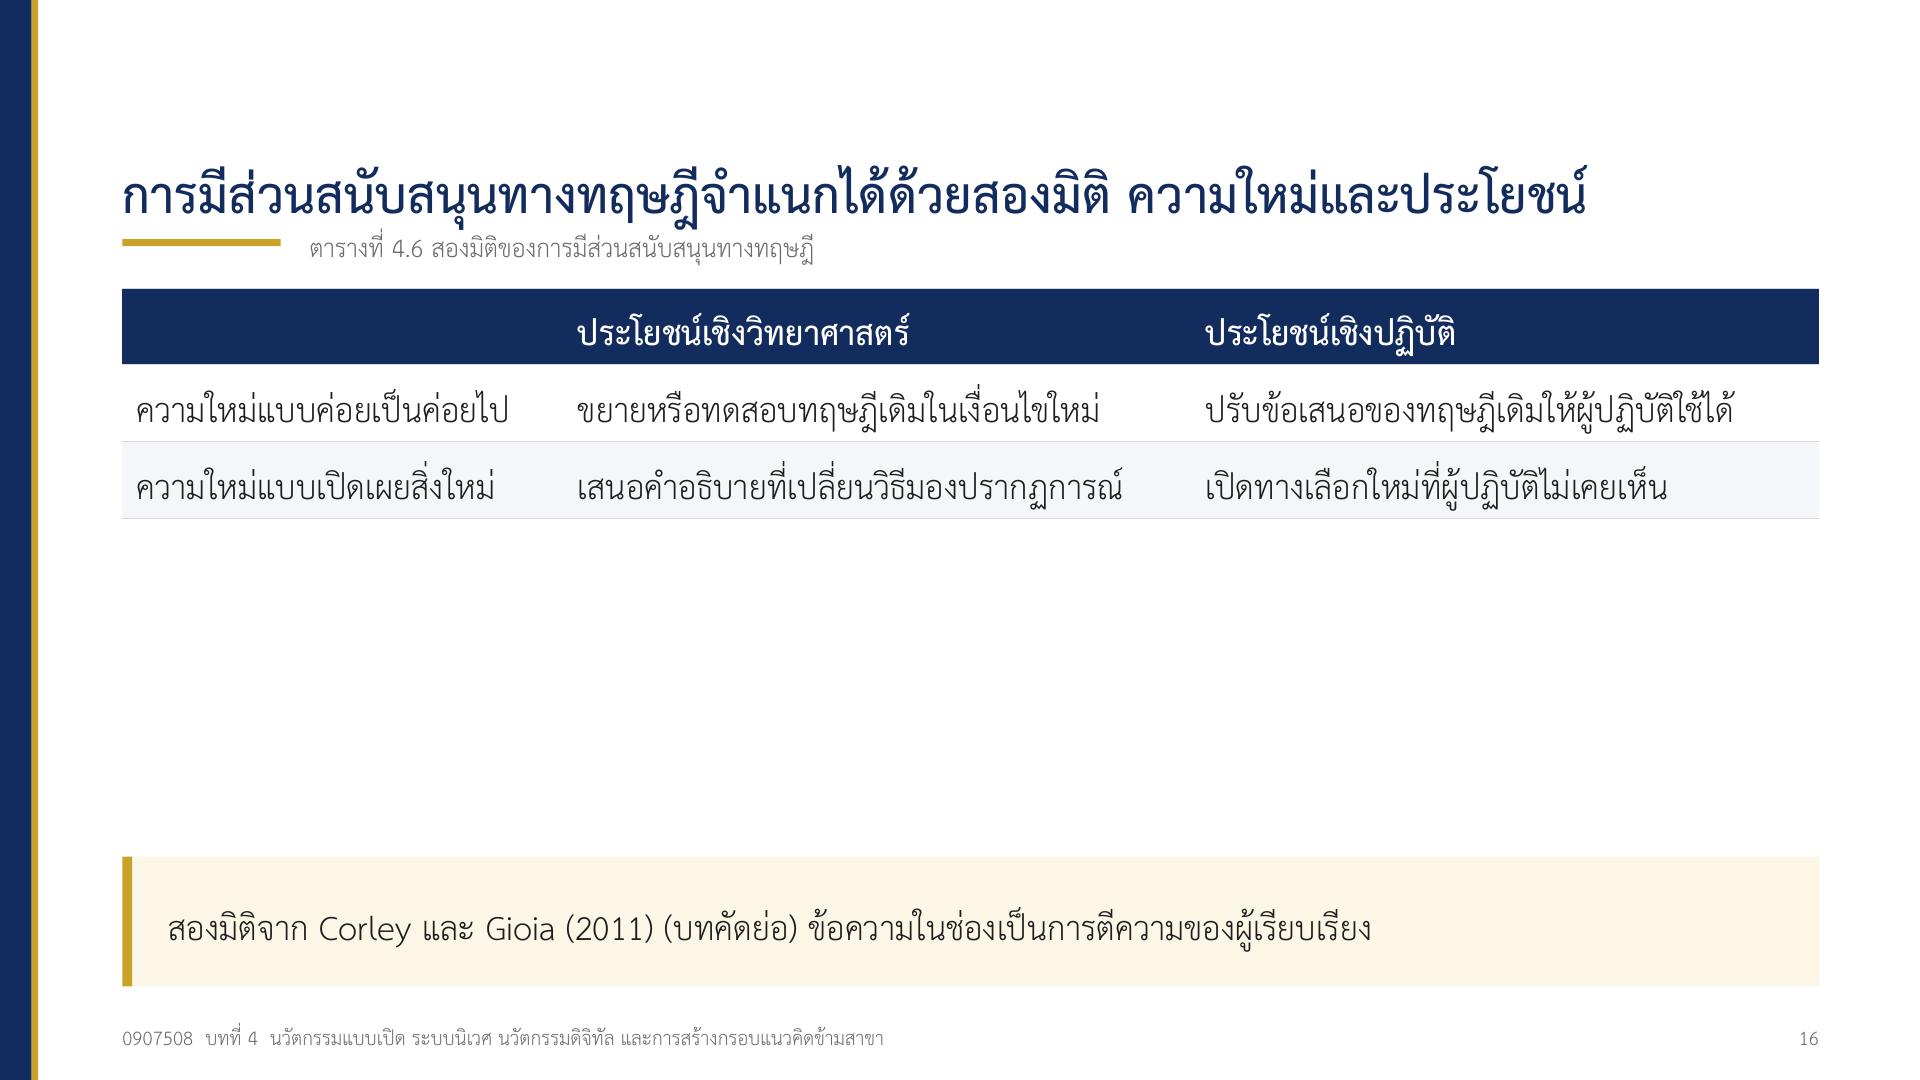 การมีส่วนสนับสนุนทางทฤษฎีจำแนกได้ด้วยสองมิติ ความใหม่และประโยชน์
ตารางที่ 4.6 สองมิติของการมีส่วนสนับสนุนทางทฤษฎี
ประโยชน์เชิงวิทยาศาสตร์ ประโยชน์เชิงปฏิบัติ
ความใหม่แบบค่อยเป็นค่อยไป ขยายหรือทดสอบทฤษฎีเดิมในเงื่อนไขใหม่ ปรับข้อเสนอของทฤษฎีเดิมให้ผู้ปฏิบัติใช้ได้
ความใหม่แบบเปิดเผยสิ่งใหม่ เสนอคำอธิบายที่เปลี่ยนวิธีมองปรากฏการณ์ เปิดทางเลือกใหม่ที่ผู้ปฏิบัติไม่เคยเห็น
สองมิติจาก Corley และ Gioia (2011) (บทคัดย่อ) ข้อความในช่องเป็นการตีความของผู้เรียบเรียง
0907508 บทที่ 4 นวัตกรรมแบบเปิด ระบบนิเวศ นวัตกรรมดิจิทัล และการสร้างกรอบแนวคิดข้ามสาขา 16